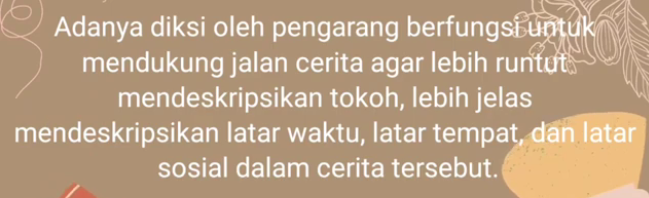 Adanya diksi oleh pengarang berfungsi untuk
mendukung jalan cerita agar lebih runtut
mendeskripsikan tokoh, lebih jelas
mendeskripsikan latar waktu, latar tempat, dan latar
sosial dalam cerita tersebut.